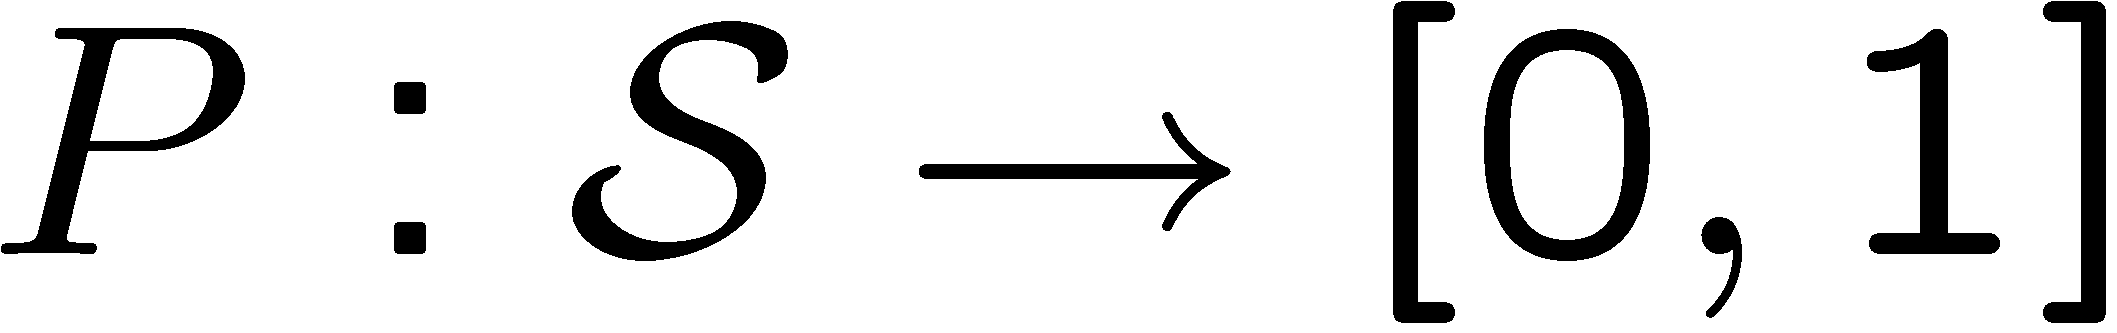 P : 𝒮 → [0, 1]